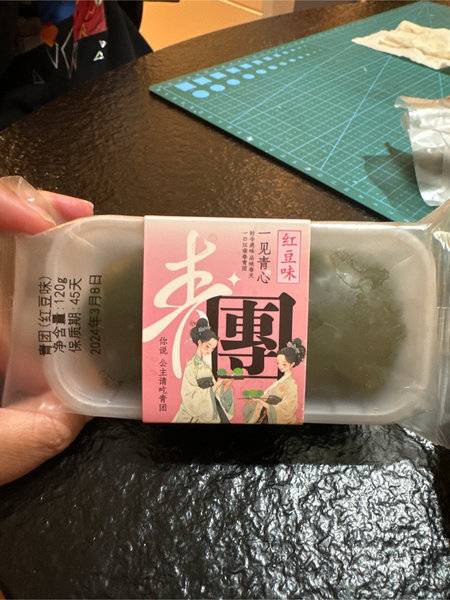 青团(红豆味)
净含量:120g
保质期:45天
2024年3月8日
青
團
红豆味
一见青心
你说 公主请吃青团